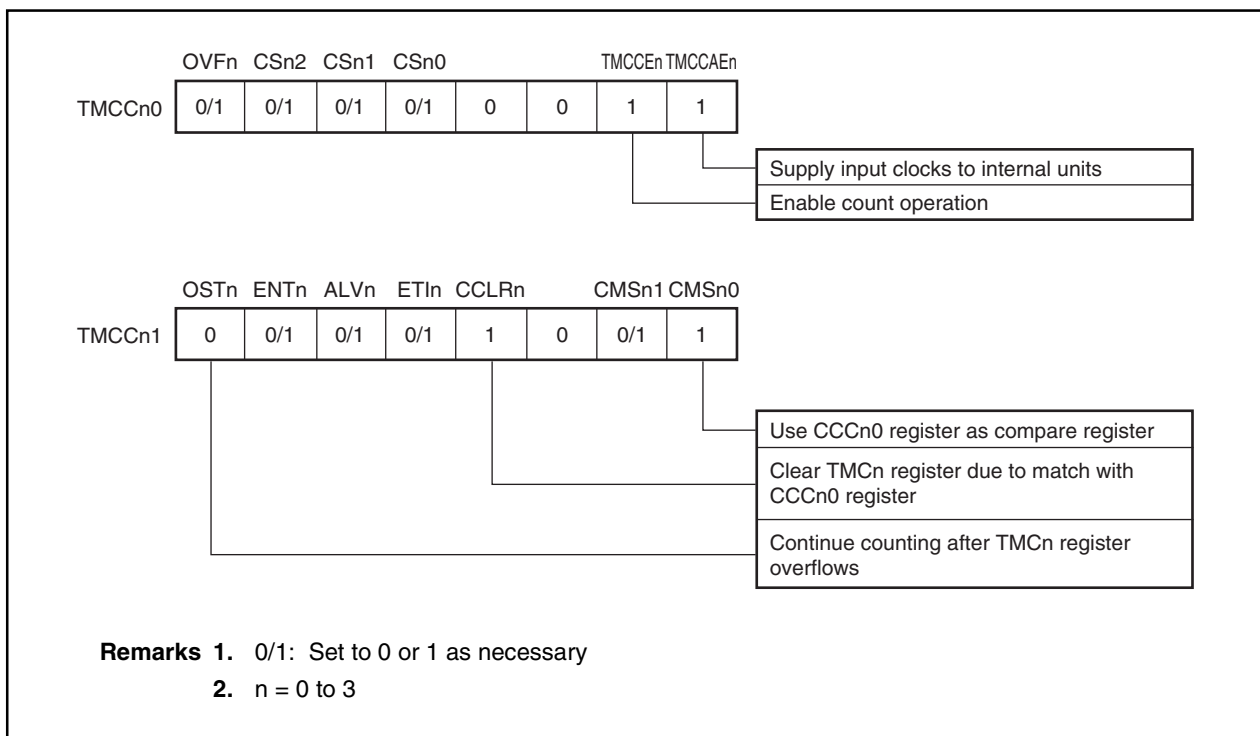 OVFn CSn2 CSn1 CSn0 TMCCEn TMCCAEn
TMCCn0 0/1 0/1 0/1 0/1 0 0 1 1
Supply input clocks to internal units
Enable count operation
OSTn ENTn ALVn ETIn CCLRn CMSn1 CMSn0
TMCCn1 0 0/1 0/1 0/1 1 0 0/1 1
Use CCCn0 register as compare register
Clear TMCn register due to match with
CCCn0 register
Continue counting after TMCn register
overflows
Remarks 1. 0/1: Set to 0 or 1 as necessary
2. n = 0 to 3